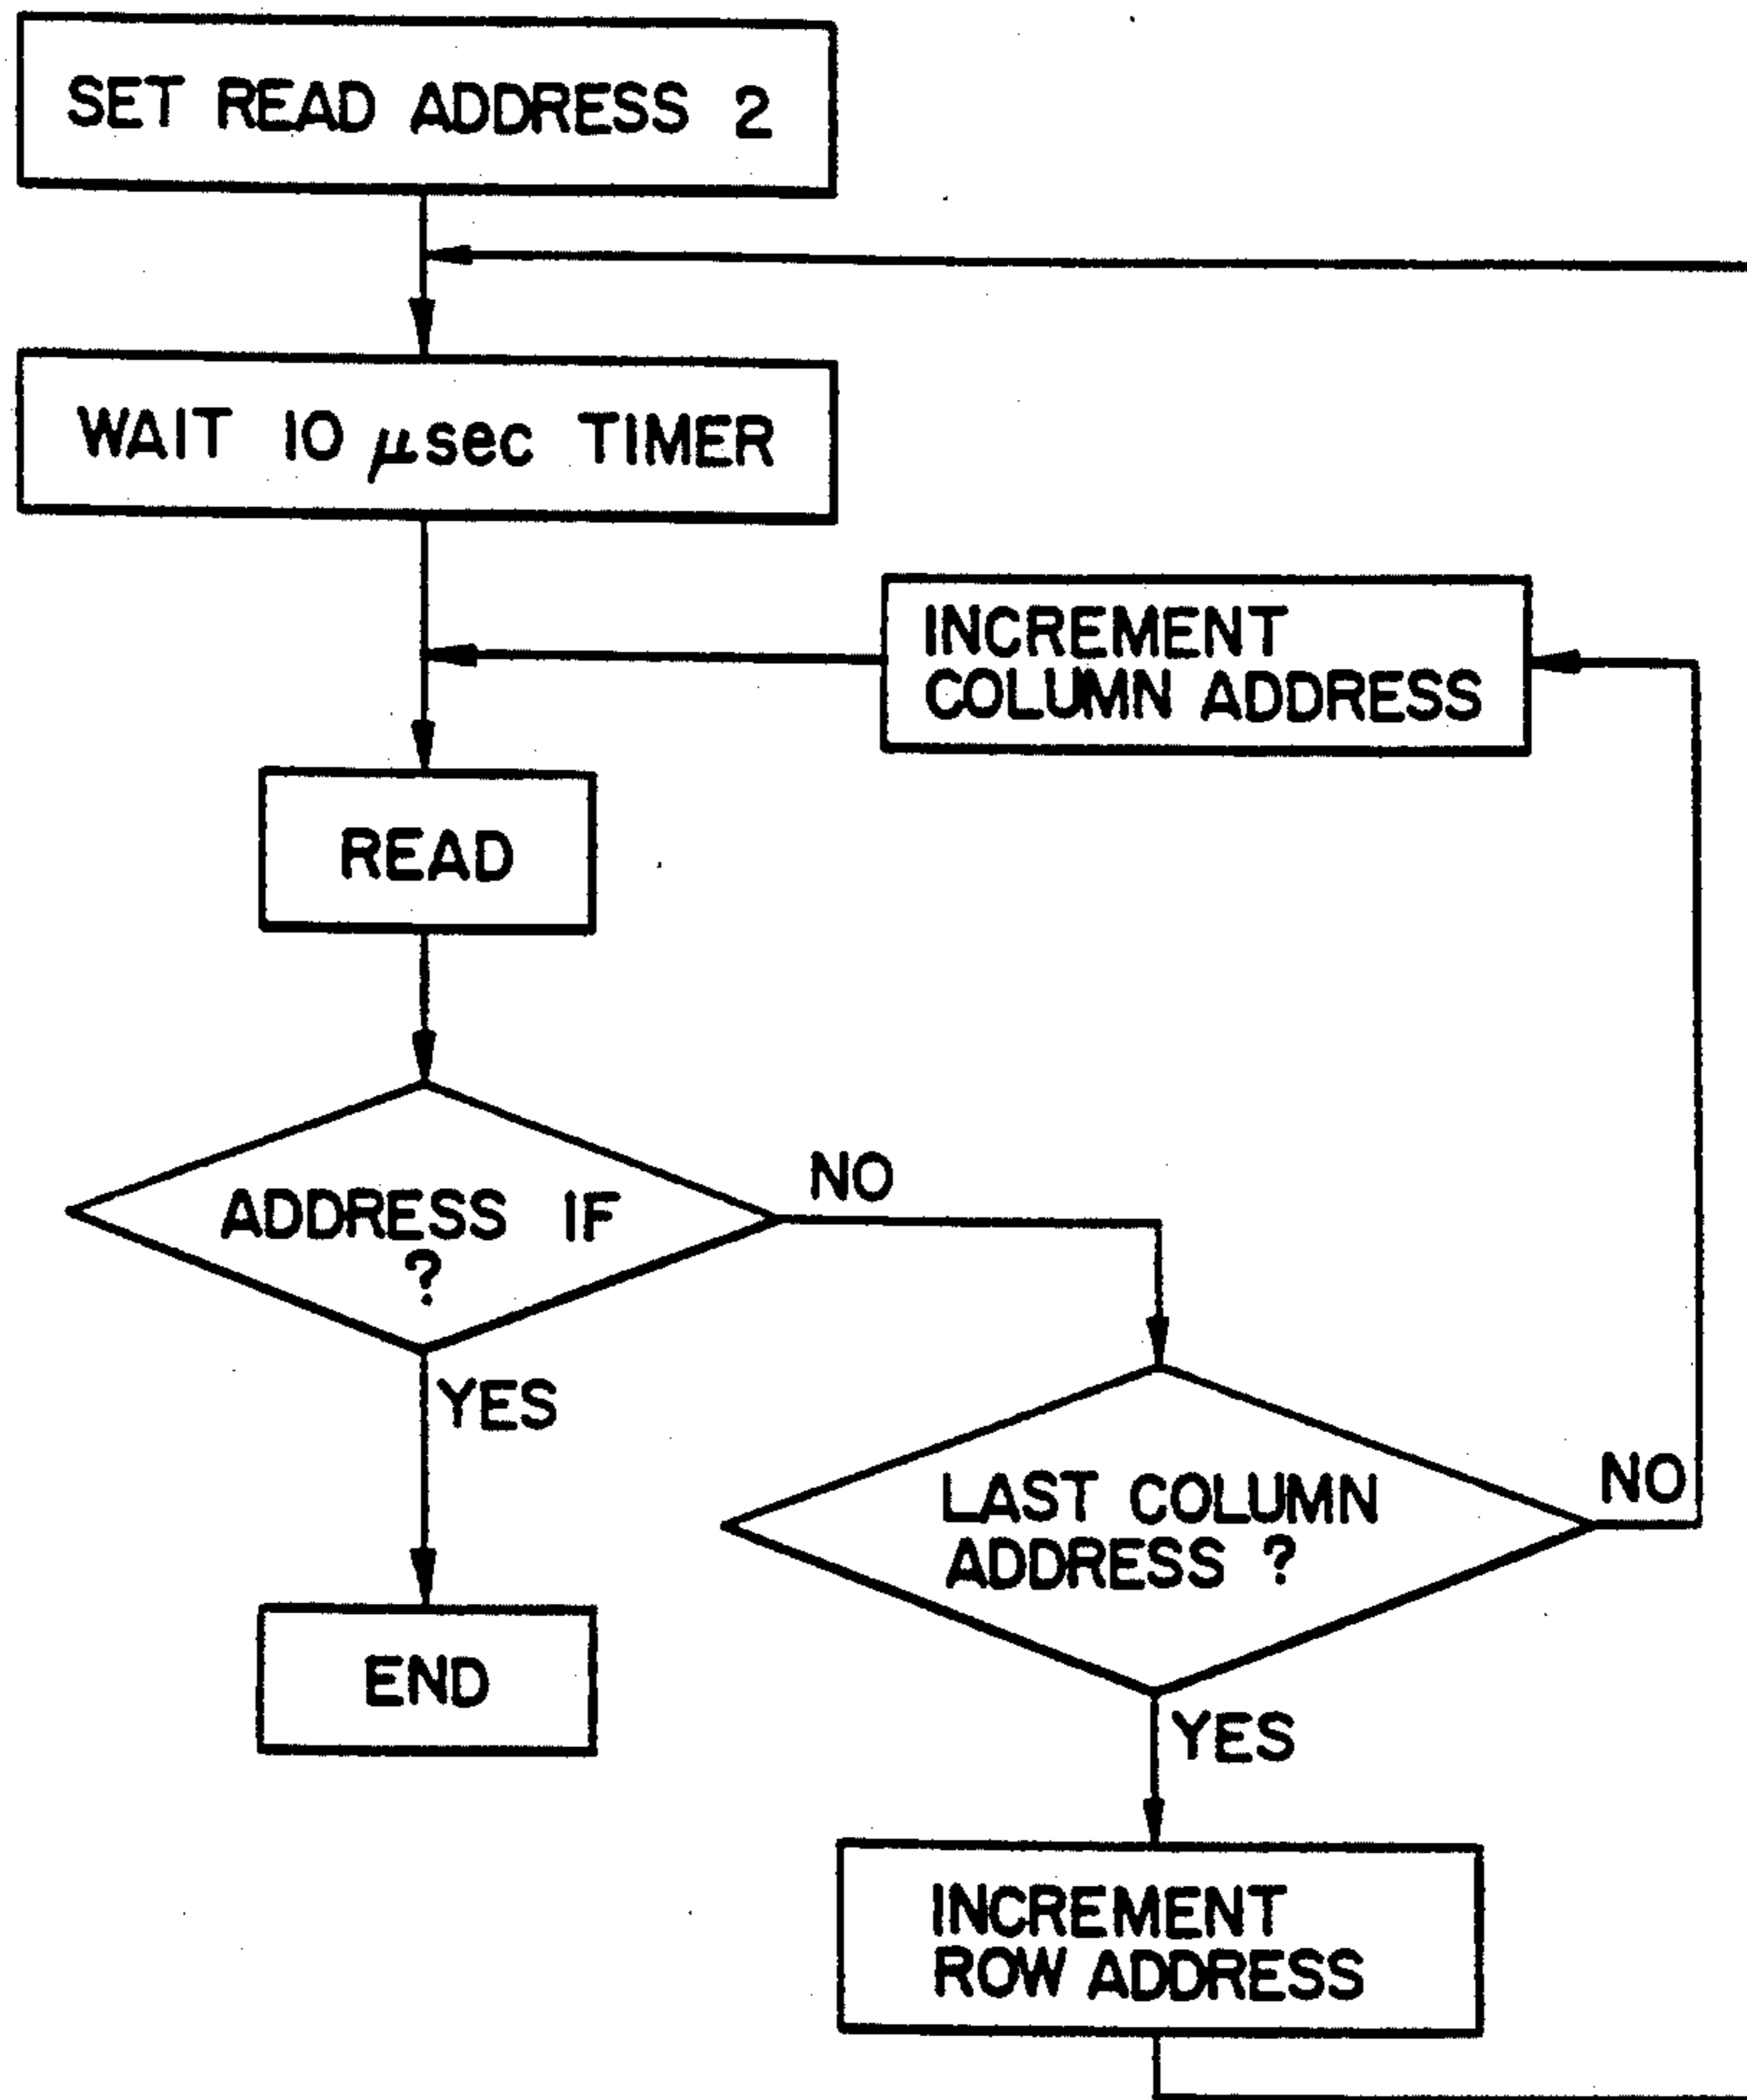 SET READ ADDRESS 2
WAIT 10 μsec TIMER
INCREMENT
COLUMN ADDRESS
READ
ADDRESS IF
?
NO
YES
LAST COLUMN
ADDRESS ?
NO
END
YES
INCREMENT
ROW ADDRESS